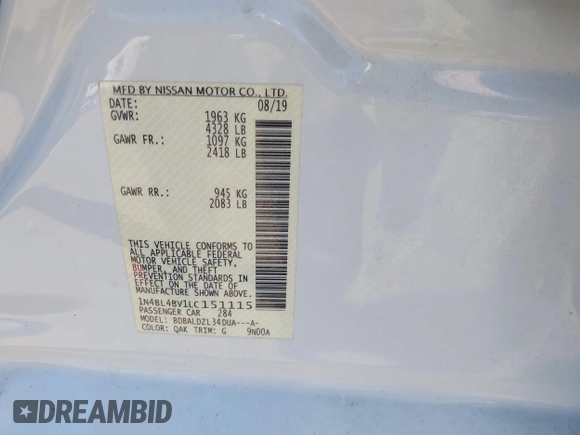 MFD BY NISSAN MOTOR CO., LTD.
DATE: 08/19
GVWR: 1963 KG
4328 LB
GAWR FR.: 1097 KG
2418 LB
GAWR RR.: 945 KG
2083 LB
THIS VEHICLE CONFORMS TO
ALL APPLICABLE FEDERAL
MOTOR VEHICLE SAFETY,
BUMPER, AND THEFT
PREVENTION STANDARDS IN
EFFECT ON THE DATE OF
MANUFACTURE SHOWN ABOVE.
1N4BL4BV1LC151115
PASSENGER CAR 284
MODEL: BDBALDZL34DUA---A-
COLOR: QAK TRIM: G 9N00A
DREAMBID